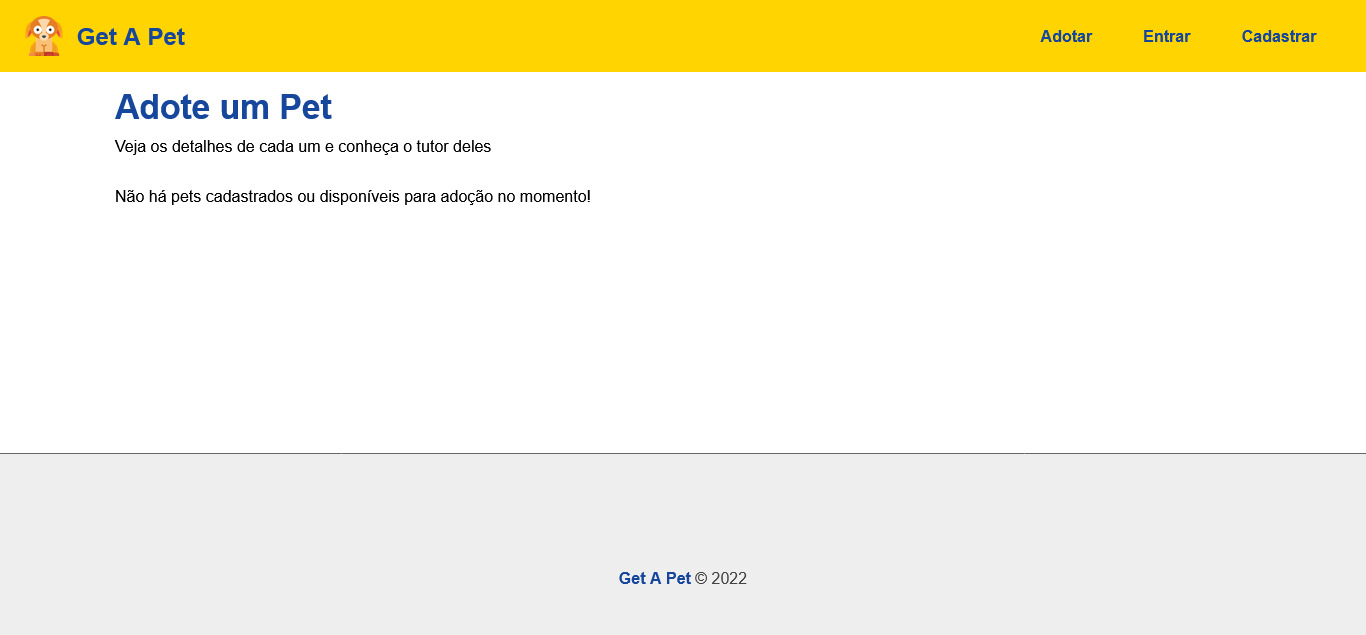 Get A Pet
Adotar
Entrar
Cadastrar
Adote um Pet
Veja os detalhes de cada um e conheça o tutor deles
Não há pets cadastrados ou disponíveis para adoção no momento!
Get A Pet © 2022